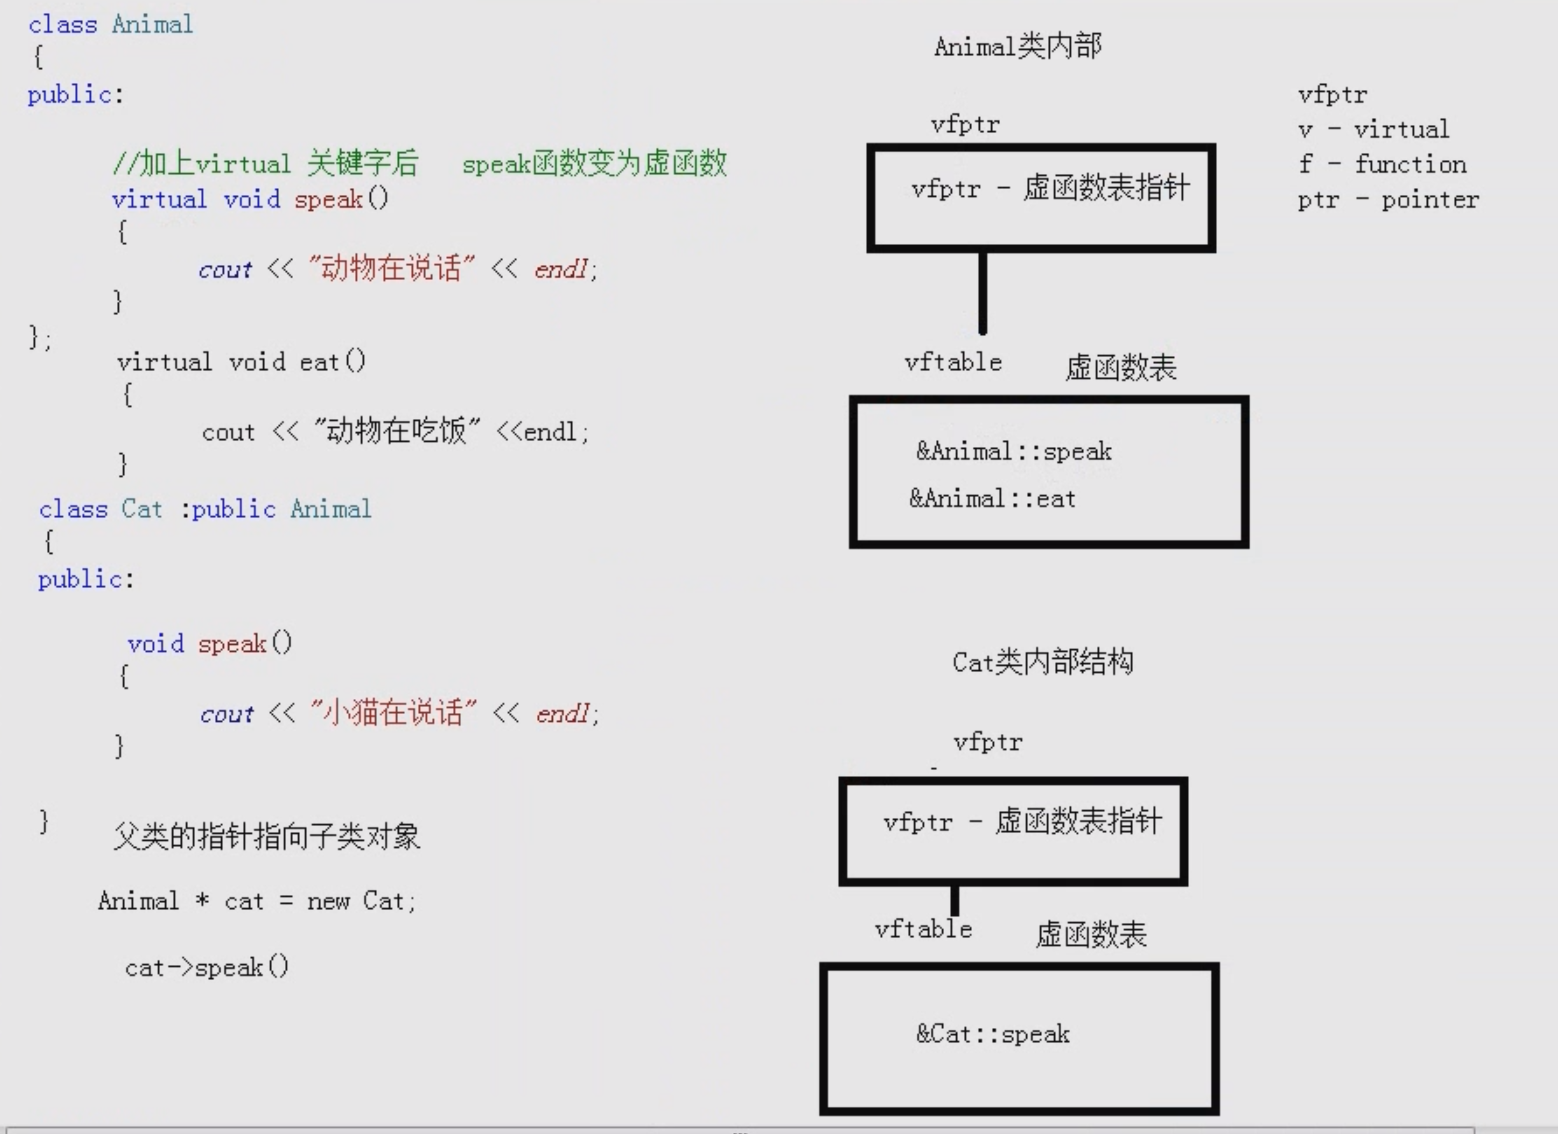 class Animal
{
public:
//加上virtual 关键字后 speak函数变为虚函数
virtual void speak()
{
cout << "动物在说话" << endl;
}
};
virtual void eat()
{
cout << "动物在吃饭" <<endl;
}
class Cat :public Animal
{
public:
void speak()
{
cout << "小猫在说话" << endl;
}
}
父类的指针指向子类对象
Animal * cat = new Cat;
cat->speak()
Animal类内部
vfptr
vfptr - 虚函数表指针
vftable 虚函数表
&Animal::speak
&Animal::eat
vfptr
v - virtual
f - function
ptr - pointer
Cat类内部结构
vfptr
-
vfptr - 虚函数表指针
vftable 虚函数表
&Cat::speak